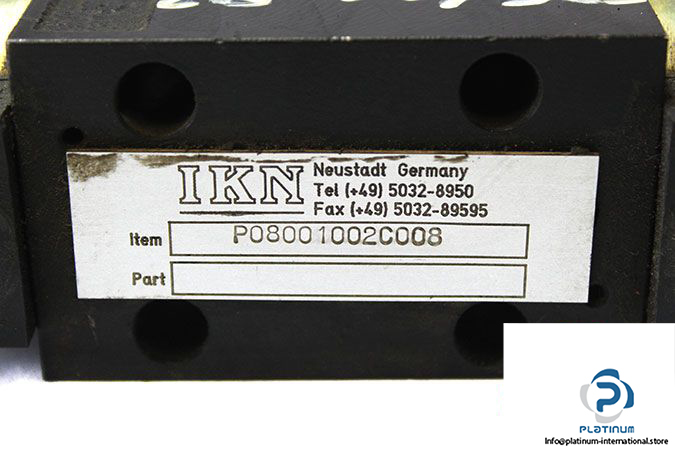 IKN
Neustadt Germany
Tel (+49) 5032-8950
Fax (+49) 5032-89595
Item P08001002C008
Part
PLATINUM
Info@platinum-international.store